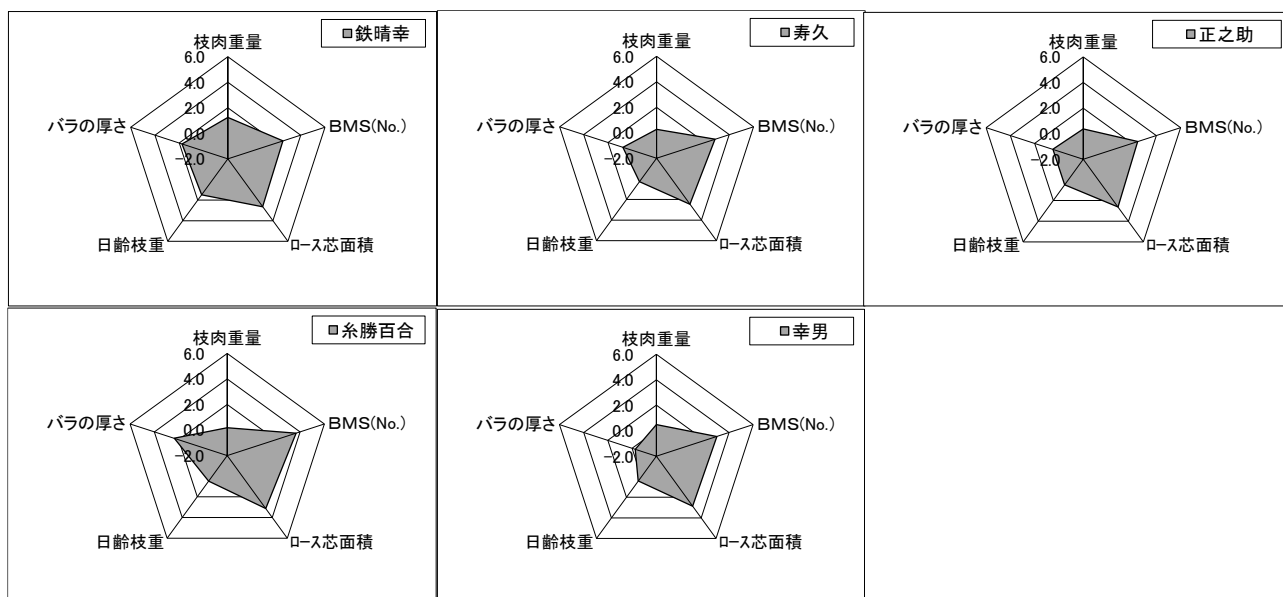 ■鉄晴幸
枝肉重量
6.0
4.0
2.0
0.0
-2.0
バラの厚さ
BMS(No.)
日齢枝重
ロース芯面積
■寿久
枝肉重量
6.0
4.0
2.0
0.0
-2.0
バラの厚さ
BMS(No.)
日齢枝重
ロース芯面積
■正之助
枝肉重量
6.0
4.0
2.0
0.0
-2.0
バラの厚さ
BMS(No.)
日齢枝重
ロース芯面積
■糸勝百合
枝肉重量
6.0
4.0
2.0
0.0
-2.0
バラの厚さ
BMS(No.)
日齢枝重
ロース芯面積
■幸男
枝肉重量
6.0
4.0
2.0
0.0
-2.0
バラの厚さ
BMS(No.)
日齢枝重
ロース芯面積